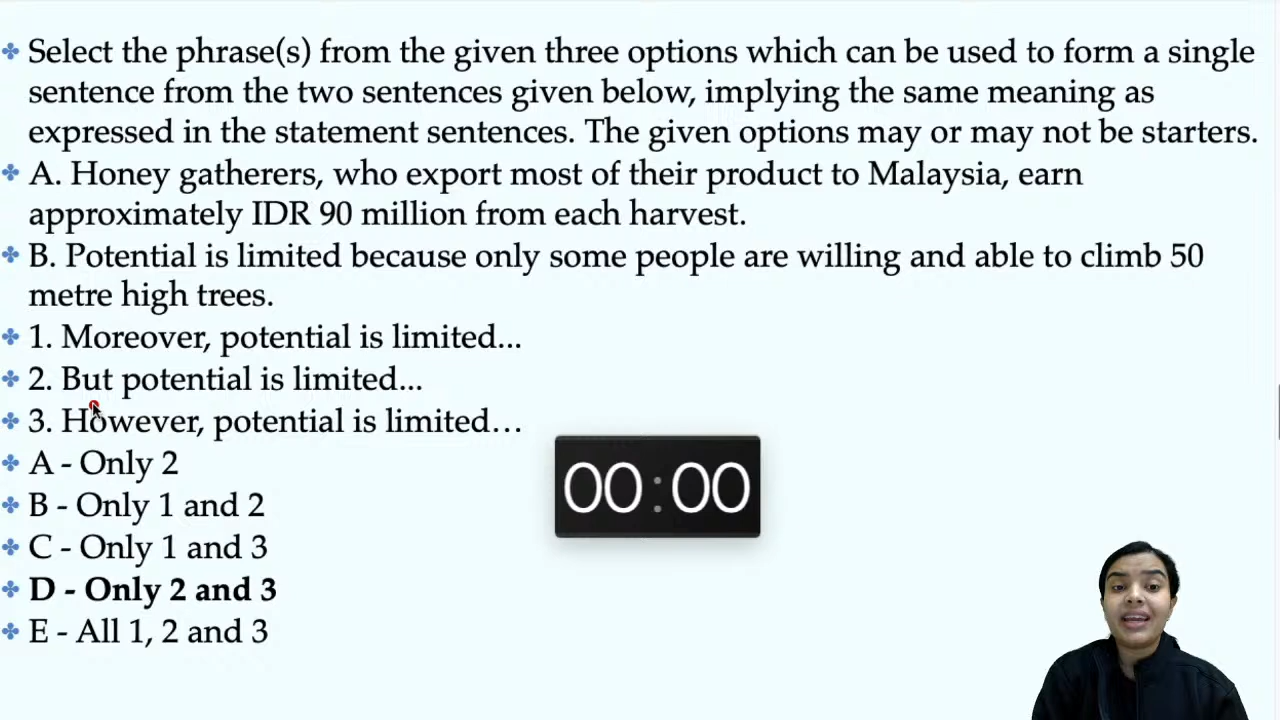 Select the phrase(s) from the given three options which can be used to form a single
sentence from the two sentences given below, implying the same meaning as
expressed in the statement sentences. The given options may or may not be starters.
A. Honey gatherers, who export most of their product to Malaysia, earn
approximately IDR 90 million from each harvest.
B. Potential is limited because only some people are willing and able to climb 50
metre high trees.
1. Moreover, potential is limited...
2. But potential is limited...
3. However, potential is limited…
A - Only 2
B - Only 1 and 2
C - Only 1 and 3
D - Only 2 and 3
E - All 1, 2 and 3
00:00